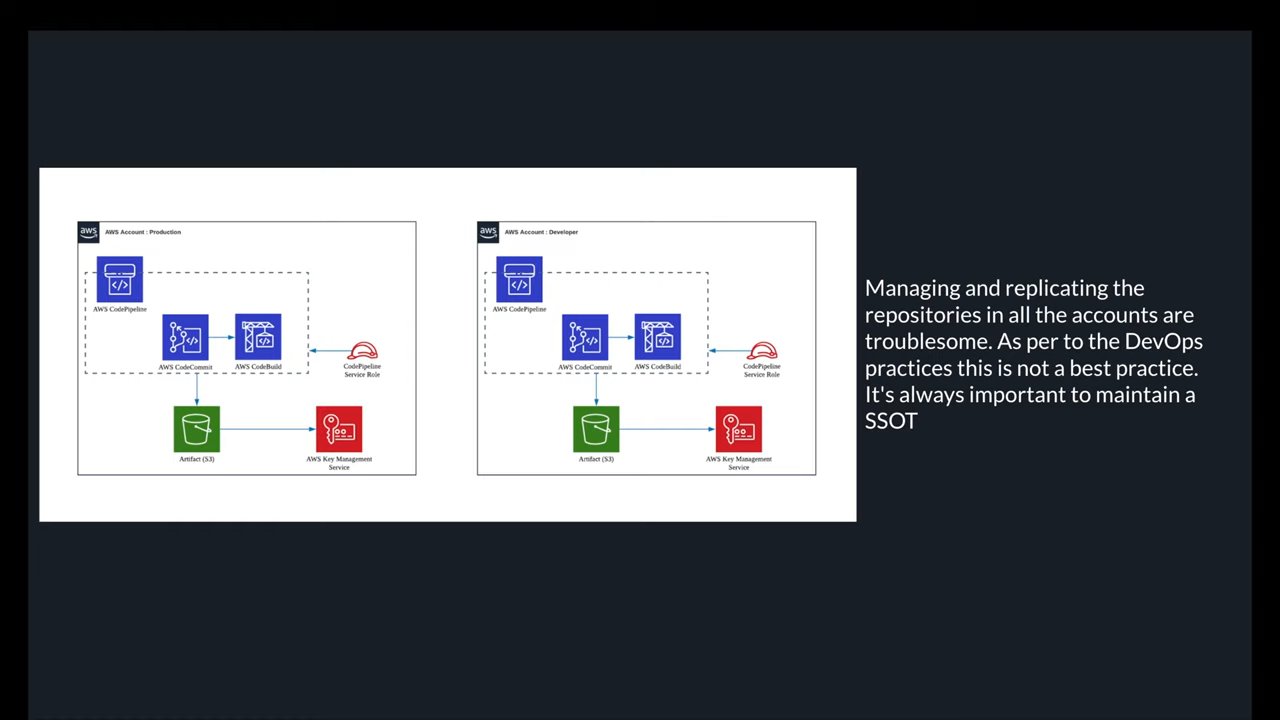 aws
AWS Account : Production
AWS CodePipeline
AWS CodeCommit
AWS CodeBuild
CodePipeline
Service Role
Artifact (S3)
AWS Key Management
Service
aws
AWS Account : Developer
AWS CodePipeline
AWS CodeCommit
AWS CodeBuild
CodePipeline
Service Role
Artifact (S3)
AWS Key Management
Service
Managing and replicating the
repositories in all the accounts are
troublesome. As per to the DevOps
practices this is not a best practice.
It's always important to maintain a
SSOT